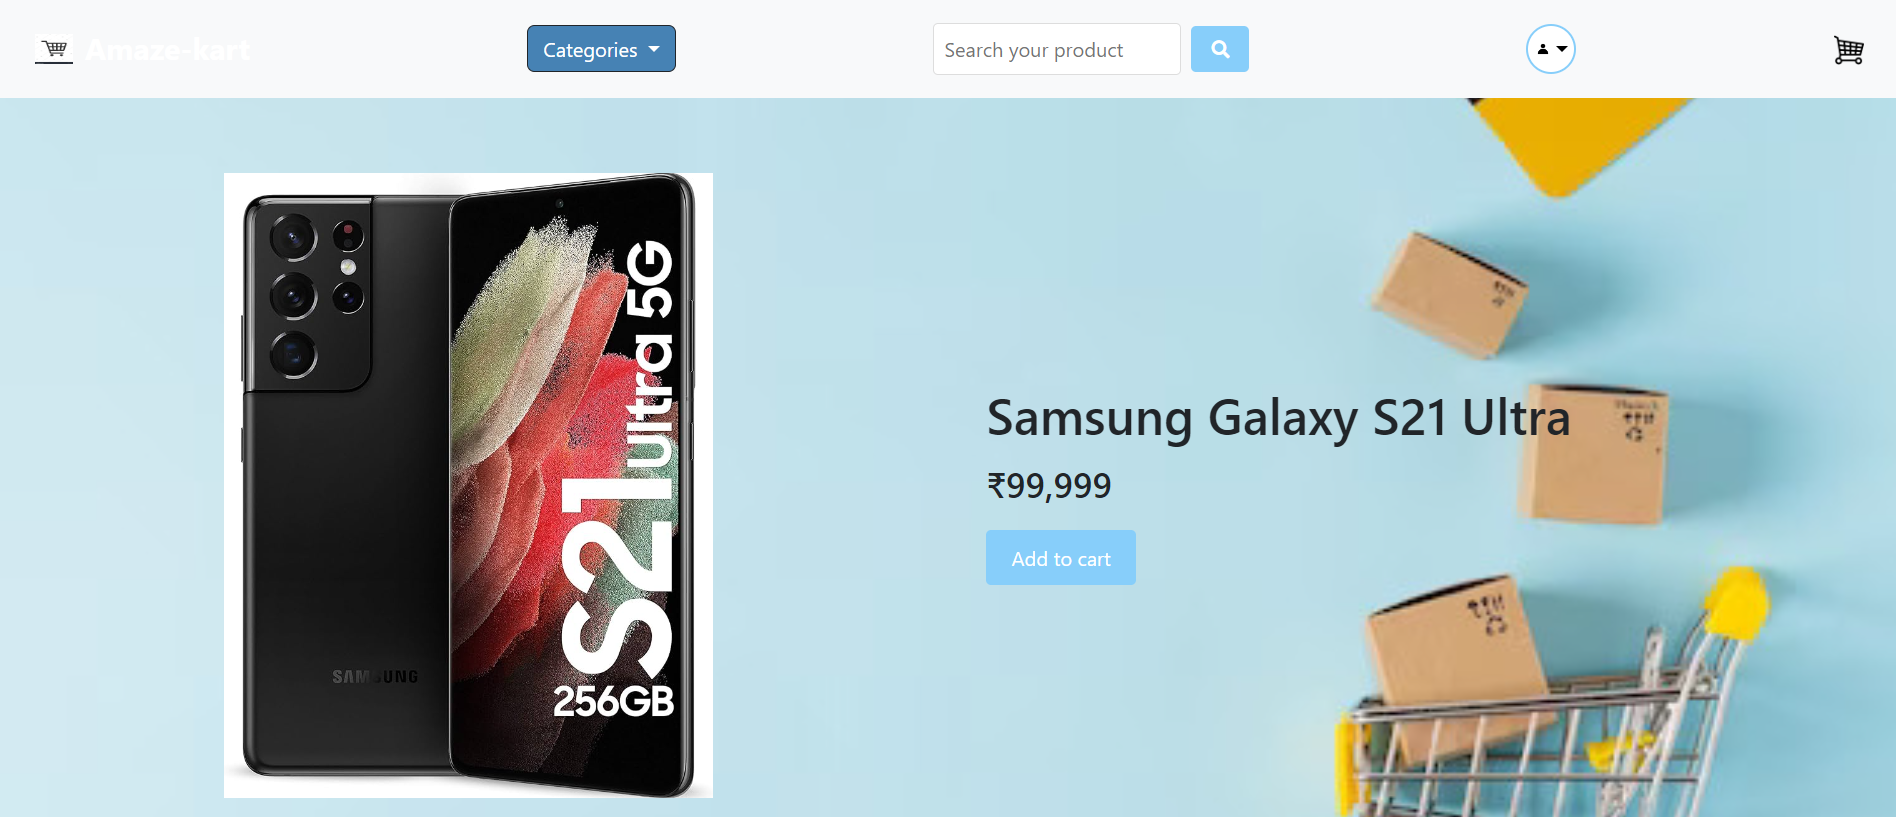 Amaze-kart
Categories
Search your product
Samsung Galaxy S21 Ultra
₹99,999
Add to cart
S21 Ultra 5G
256GB
SAMSUNG